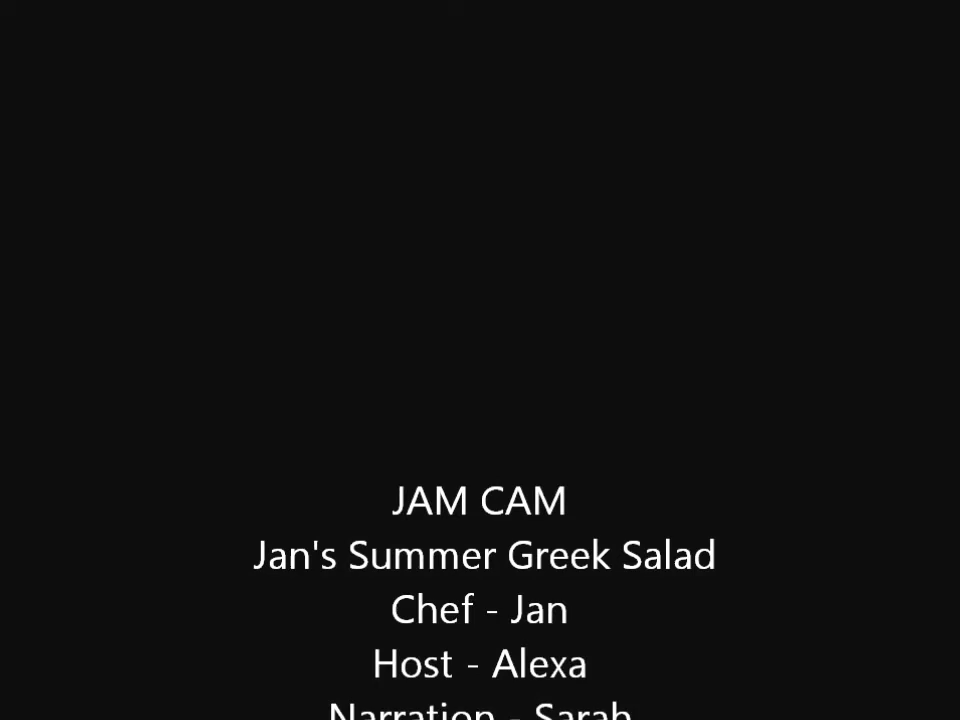 JAM CAM
Jan's Summer Greek Salad
Chef - Jan
Host - Alexa
Narration - Sarah